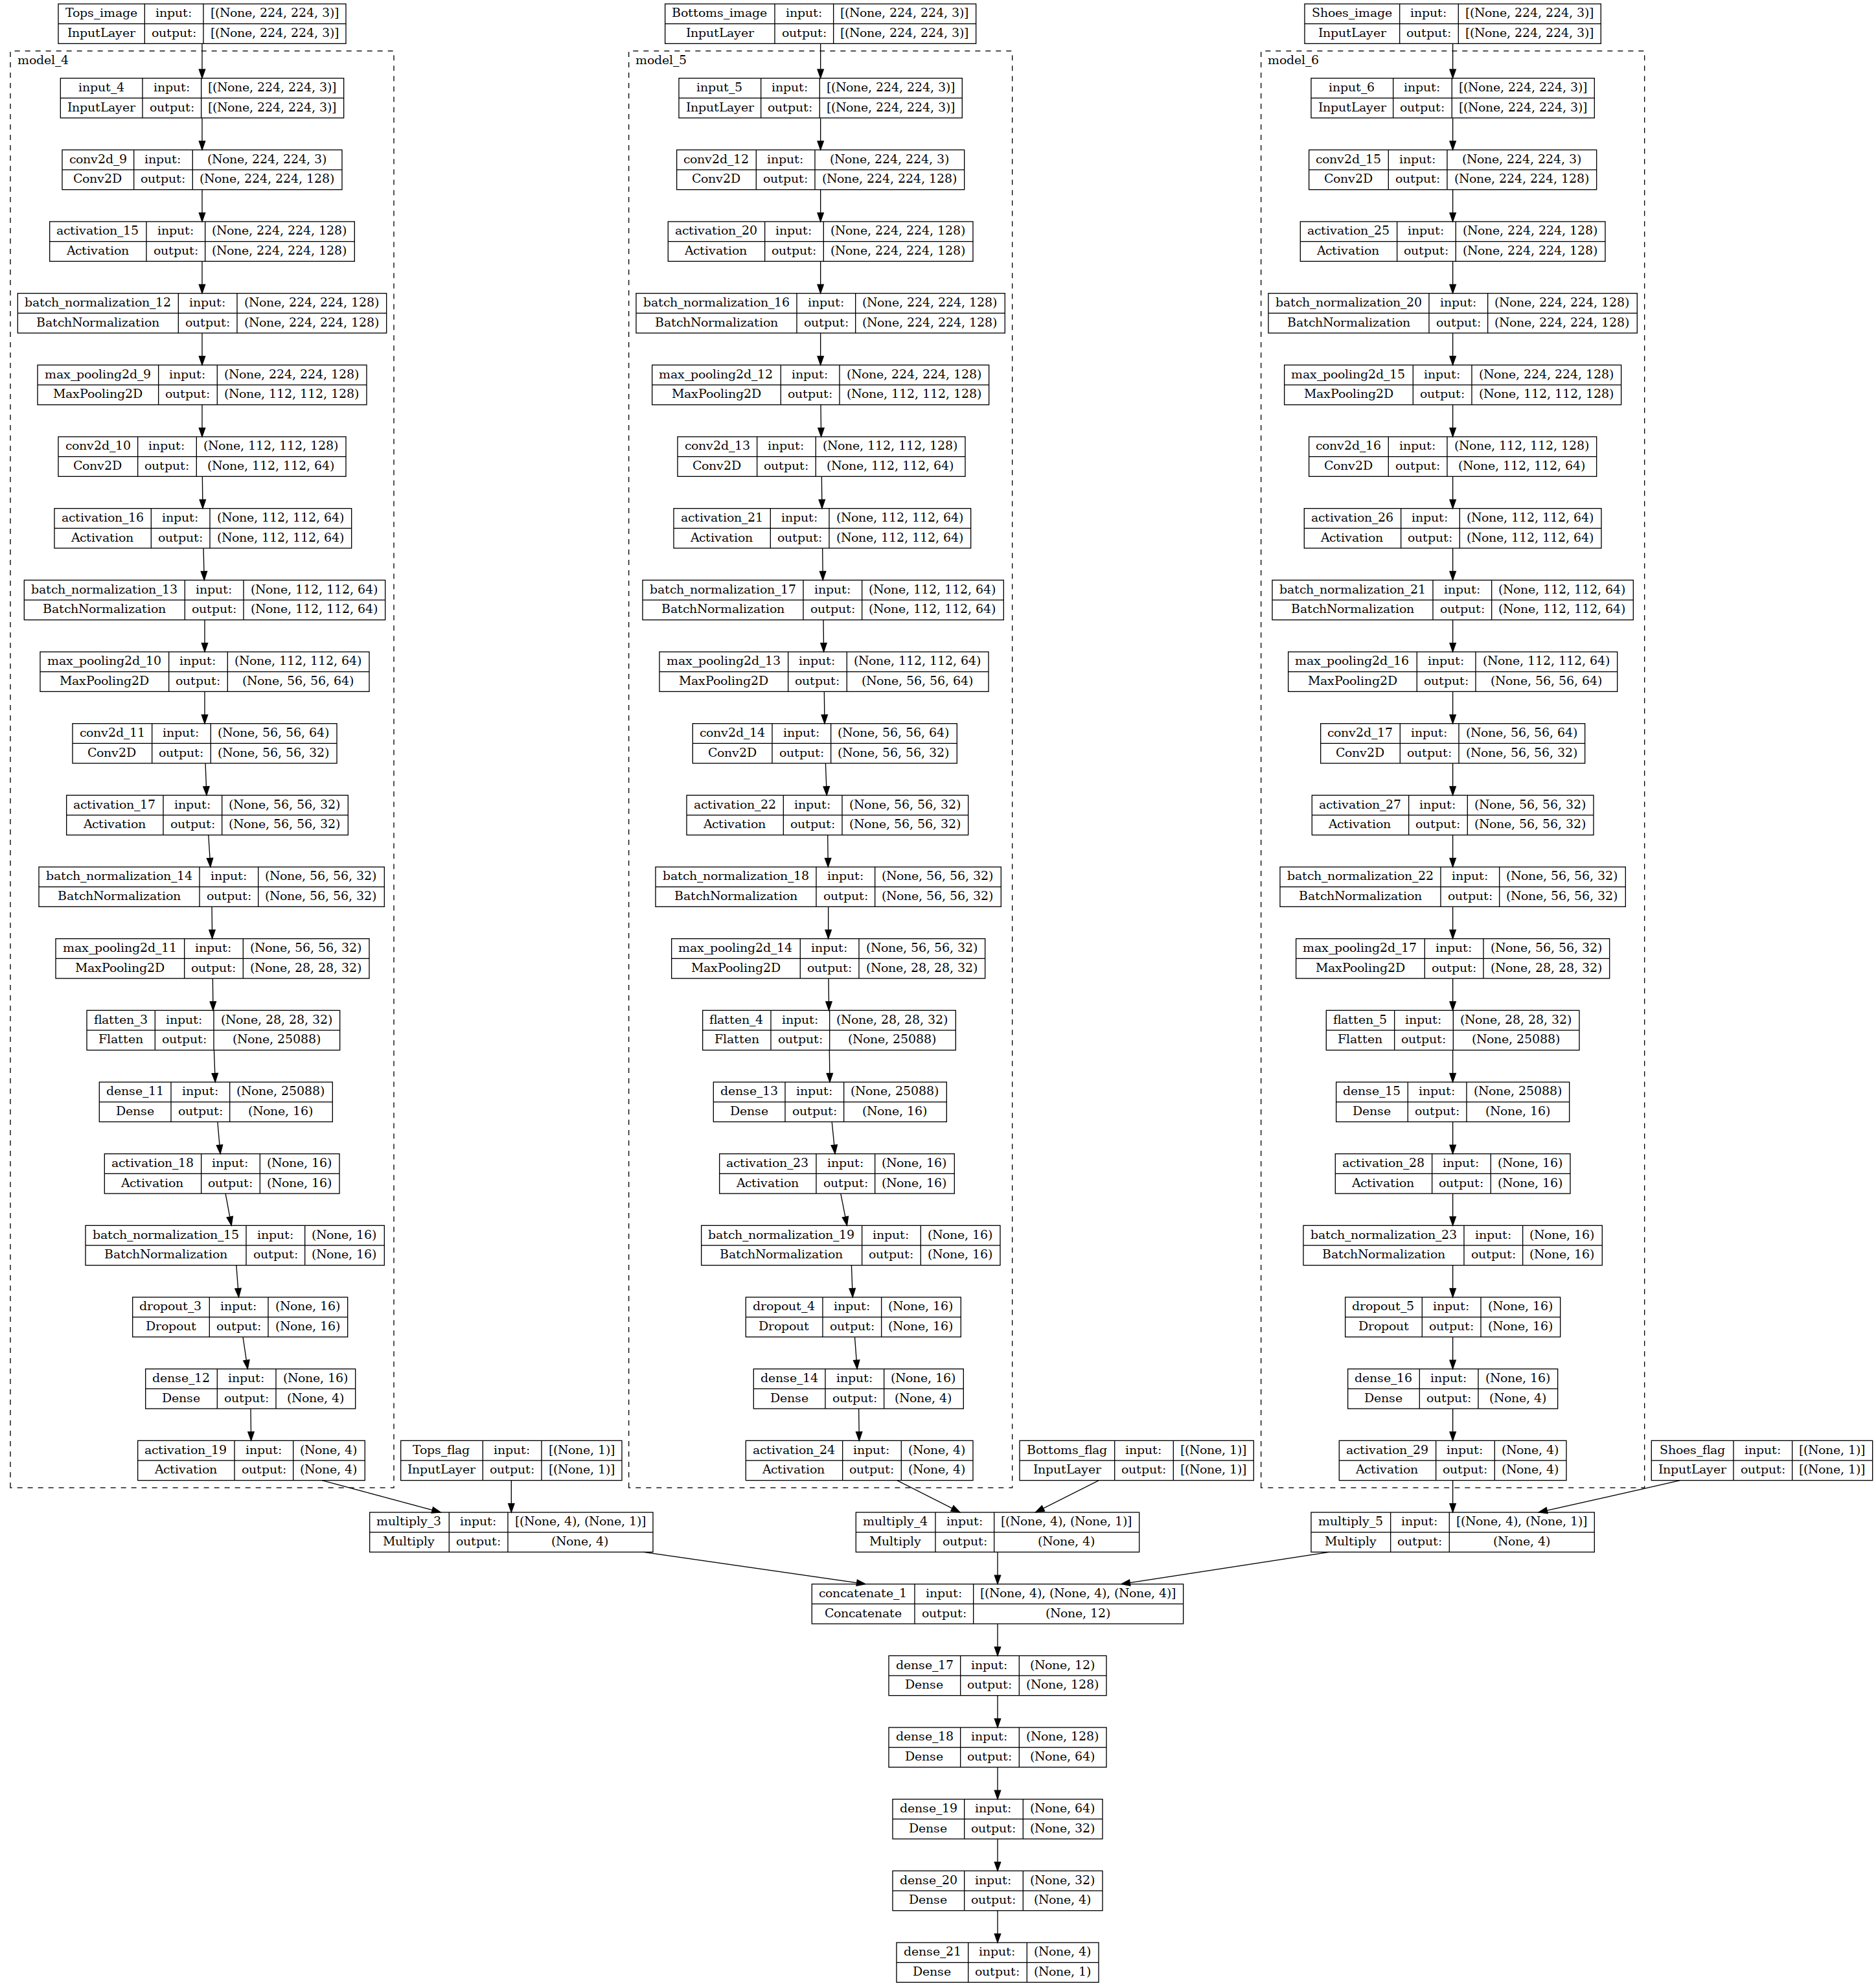 Tops_image input: [(None, 224, 224, 3)]
InputLayer output: [(None, 224, 224, 3)]
model_4
input_4 input: [(None, 224, 224, 3)]
InputLayer output: [(None, 224, 224, 3)]
conv2d_9 input: (None, 224, 224, 3)
Conv2D output: (None, 224, 224, 128)
activation_15 input: (None, 224, 224, 128)
Activation output: (None, 224, 224, 128)
batch_normalization_12 input: (None, 224, 224, 128)
BatchNormalization output: (None, 224, 224, 128)
max_pooling2d_9 input: (None, 224, 224, 128)
MaxPooling2D output: (None, 112, 112, 128)
conv2d_10 input: (None, 112, 112, 128)
Conv2D output: (None, 112, 112, 64)
activation_16 input: (None, 112, 112, 64)
Activation output: (None, 112, 112, 64)
batch_normalization_13 input: (None, 112, 112, 64)
BatchNormalization output: (None, 112, 112, 64)
max_pooling2d_10 input: (None, 112, 112, 64)
MaxPooling2D output: (None, 56, 56, 64)
conv2d_11 input: (None, 56, 56, 64)
Conv2D output: (None, 56, 56, 32)
activation_17 input: (None, 56, 56, 32)
Activation output: (None, 56, 56, 32)
batch_normalization_14 input: (None, 56, 56, 32)
BatchNormalization output: (None, 56, 56, 32)
max_pooling2d_11 input: (None, 56, 56, 32)
MaxPooling2D output: (None, 28, 28, 32)
flatten_3 input: (None, 28, 28, 32)
Flatten output: (None, 25088)
dense_11 input: (None, 25088)
Dense output: (None, 16)
activation_18 input: (None, 16)
Activation output: (None, 16)
batch_normalization_15 input: (None, 16)
BatchNormalization output: (None, 16)
dropout_3 input: (None, 16)
Dropout output: (None, 16)
dense_12 input: (None, 16)
Dense output: (None, 4)
activation_19 input: (None, 4)
Activation output: (None, 4)
Tops_flag input: [(None, 1)]
InputLayer output: [(None, 1)]
Bottoms_image input: [(None, 224, 224, 3)]
InputLayer output: [(None, 224, 224, 3)]
model_5
input_5 input: [(None, 224, 224, 3)]
InputLayer output: [(None, 224, 224, 3)]
conv2d_12 input: (None, 224, 224, 3)
Conv2D output: (None, 224, 224, 128)
activation_20 input: (None, 224, 224, 128)
Activation output: (None, 224, 224, 128)
batch_normalization_16 input: (None, 224, 224, 128)
BatchNormalization output: (None, 224, 224, 128)
max_pooling2d_12 input: (None, 224, 224, 128)
MaxPooling2D output: (None, 112, 112, 128)
conv2d_13 input: (None, 112, 112, 128)
Conv2D output: (None, 112, 112, 64)
activation_21 input: (None, 112, 112, 64)
Activation output: (None, 112, 112, 64)
batch_normalization_17 input: (None, 112, 112, 64)
BatchNormalization output: (None, 112, 112, 64)
max_pooling2d_13 input: (None, 112, 112, 64)
MaxPooling2D output: (None, 56, 56, 64)
conv2d_14 input: (None, 56, 56, 64)
Conv2D output: (None, 56, 56, 32)
activation_22 input: (None, 56, 56, 32)
Activation output: (None, 56, 56, 32)
batch_normalization_18 input: (None, 56, 56, 32)
BatchNormalization output: (None, 56, 56, 32)
max_pooling2d_14 input: (None, 56, 56, 32)
MaxPooling2D output: (None, 28, 28, 32)
flatten_4 input: (None, 28, 28, 32)
Flatten output: (None, 25088)
dense_13 input: (None, 25088)
Dense output: (None, 16)
activation_23 input: (None, 16)
Activation output: (None, 16)
batch_normalization_19 input: (None, 16)
BatchNormalization output: (None, 16)
dropout_4 input: (None, 16)
Dropout output: (None, 16)
dense_14 input: (None, 16)
Dense output: (None, 4)
activation_24 input: (None, 4)
Activation output: (None, 4)
Bottoms_flag input: [(None, 1)]
InputLayer output: [(None, 1)]
Shoes_image input: [(None, 224, 224, 3)]
InputLayer output: [(None, 224, 224, 3)]
model_6
input_6 input: [(None, 224, 224, 3)]
InputLayer output: [(None, 224, 224, 3)]
conv2d_15 input: (None, 224, 224, 3)
Conv2D output: (None, 224, 224, 128)
activation_25 input: (None, 224, 224, 128)
Activation output: (None, 224, 224, 128)
batch_normalization_20 input: (None, 224, 224, 128)
BatchNormalization output: (None, 224, 224, 128)
max_pooling2d_15 input: (None, 224, 224, 128)
MaxPooling2D output: (None, 112, 112, 128)
conv2d_16 input: (None, 112, 112, 128)
Conv2D output: (None, 112, 112, 64)
activation_26 input: (None, 112, 112, 64)
Activation output: (None, 112, 112, 64)
batch_normalization_21 input: (None, 112, 112, 64)
BatchNormalization output: (None, 112, 112, 64)
max_pooling2d_16 input: (None, 112, 112, 64)
MaxPooling2D output: (None, 56, 56, 64)
conv2d_17 input: (None, 56, 56, 64)
Conv2D output: (None, 56, 56, 32)
activation_27 input: (None, 56, 56, 32)
Activation output: (None, 56, 56, 32)
batch_normalization_22 input: (None, 56, 56, 32)
BatchNormalization output: (None, 56, 56, 32)
max_pooling2d_17 input: (None, 56, 56, 32)
MaxPooling2D output: (None, 28, 28, 32)
flatten_5 input: (None, 28, 28, 32)
Flatten output: (None, 25088)
dense_15 input: (None, 25088)
Dense output: (None, 16)
activation_28 input: (None, 16)
Activation output: (None, 16)
batch_normalization_23 input: (None, 16)
BatchNormalization output: (None, 16)
dropout_5 input: (None, 16)
Dropout output: (None, 16)
dense_16 input: (None, 16)
Dense output: (None, 4)
activation_29 input: (None, 4)
Activation output: (None, 4)
Shoes_flag input: [(None, 1)]
InputLayer output: [(None, 1)]
multiply_3 input: [(None, 4), (None, 1)]
Multiply output: (None, 4)
multiply_4 input: [(None, 4), (None, 1)]
Multiply output: (None, 4)
multiply_5 input: [(None, 4), (None, 1)]
Multiply output: (None, 4)
concatenate_1 input: [(None, 4), (None, 4), (None, 4)]
Concatenate output: (None, 12)
dense_17 input: (None, 12)
Dense output: (None, 128)
dense_18 input: (None, 128)
Dense output: (None, 64)
dense_19 input: (None, 64)
Dense output: (None, 32)
dense_20 input: (None, 32)
Dense output: (None, 4)
dense_21 input: (None, 4)
Dense output: (None, 1)